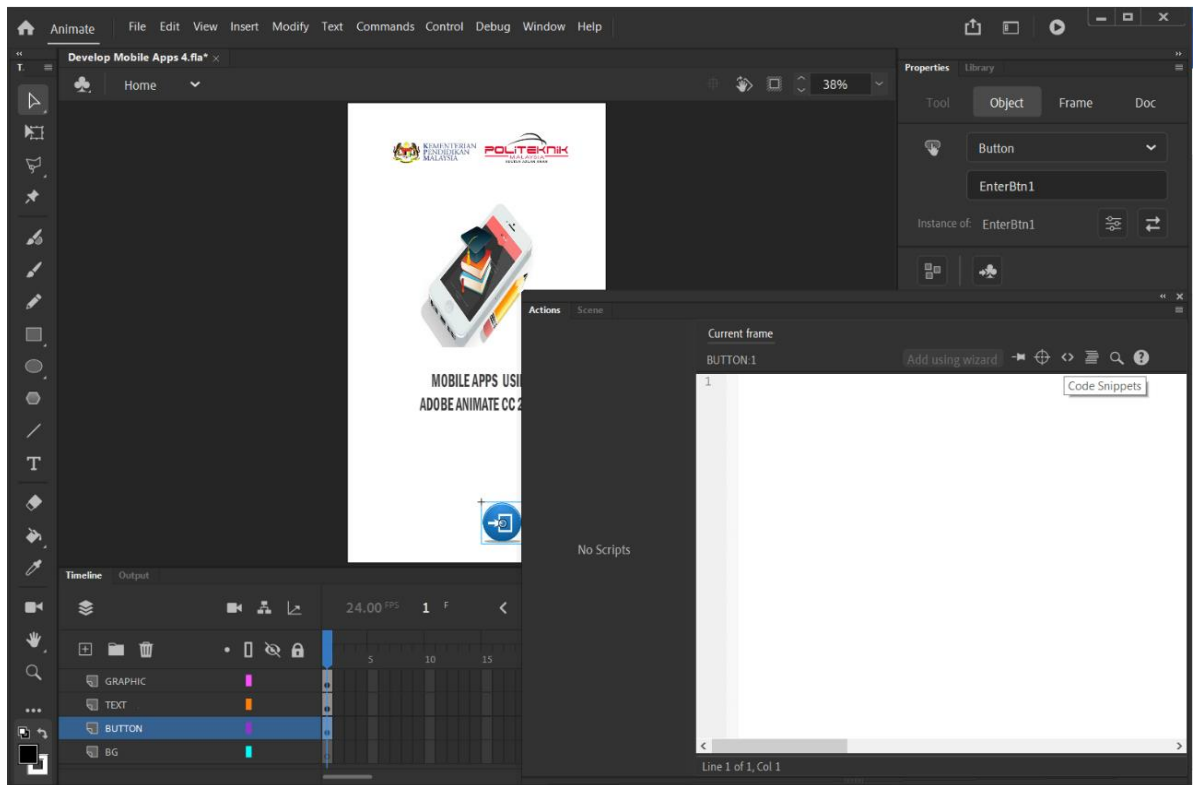 Animate File Edit View Insert Modify Text Commands Control Debug Window Help
Develop Mobile Apps 4.fla*
Home
38%
KEMENTERIAN
PENDIDIKAN
MALAYSIA
POLITEKNIK
MALAYSIA
MOBILE APPS USI
ADOBE ANIMATE CC 2
Properties Library
Tool Object Frame Doc
Button
EnterBtn1
Instance of: EnterBtn1
Actions Scene
Current frame
BUTTON:1
Add using wizard
Code Snippets
1
No Scripts
Line 1 of 1, Col 1
Timeline Output
24.00 FPS 1 F
5 10 15
GRAPHIC
TEXT
BUTTON
BG